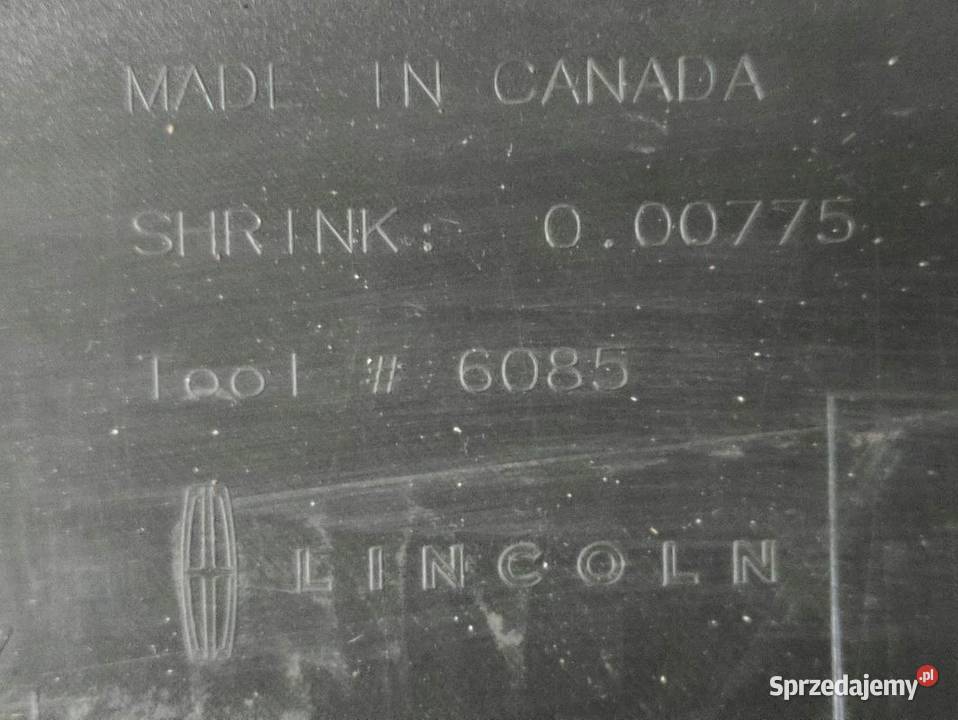 MADE IN CANADA
SHRINK: 0.00775
Tool # 6085
LINCOLN
Sprzedajemy.pl